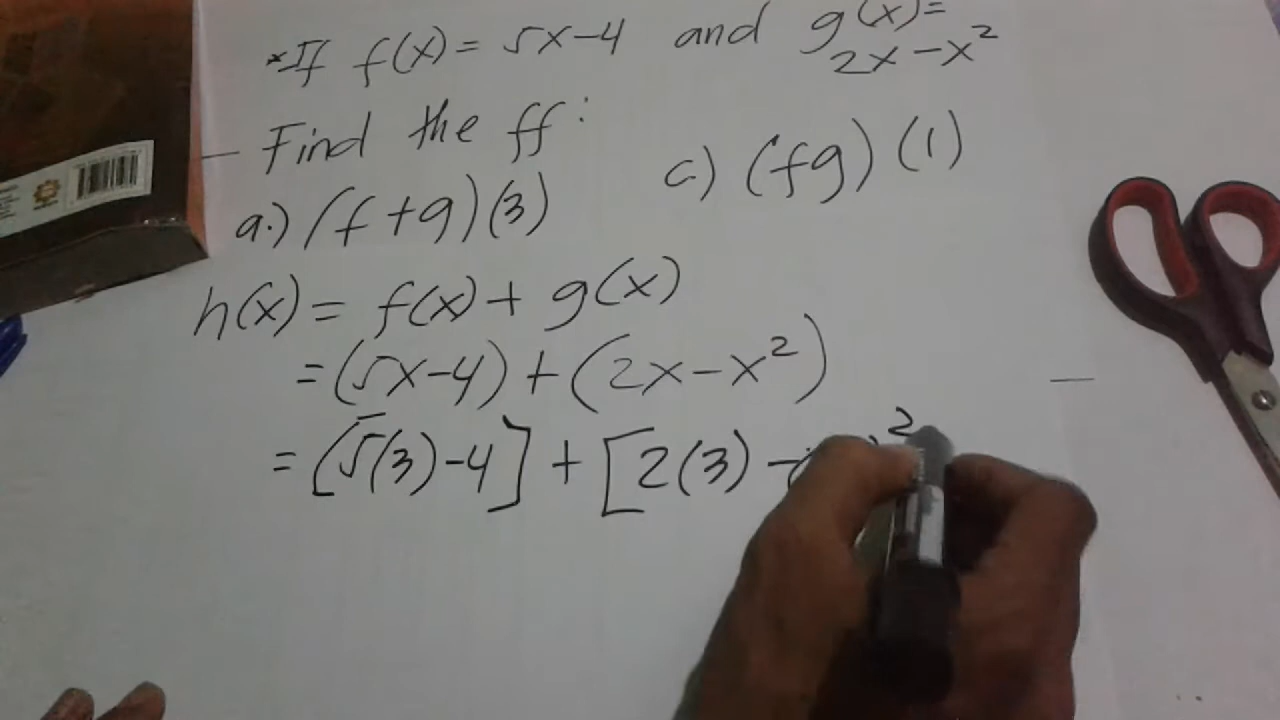 *If f(x) = 5x-4 and g(x)=
2x-x²
Find the ff:
a.) (f+g)(3)
c) (fg)(1)
h(x) = f(x) + g(x)
= (5x-4) + (2x-x²)
= [5(3)-4] + [2(3) -( ²